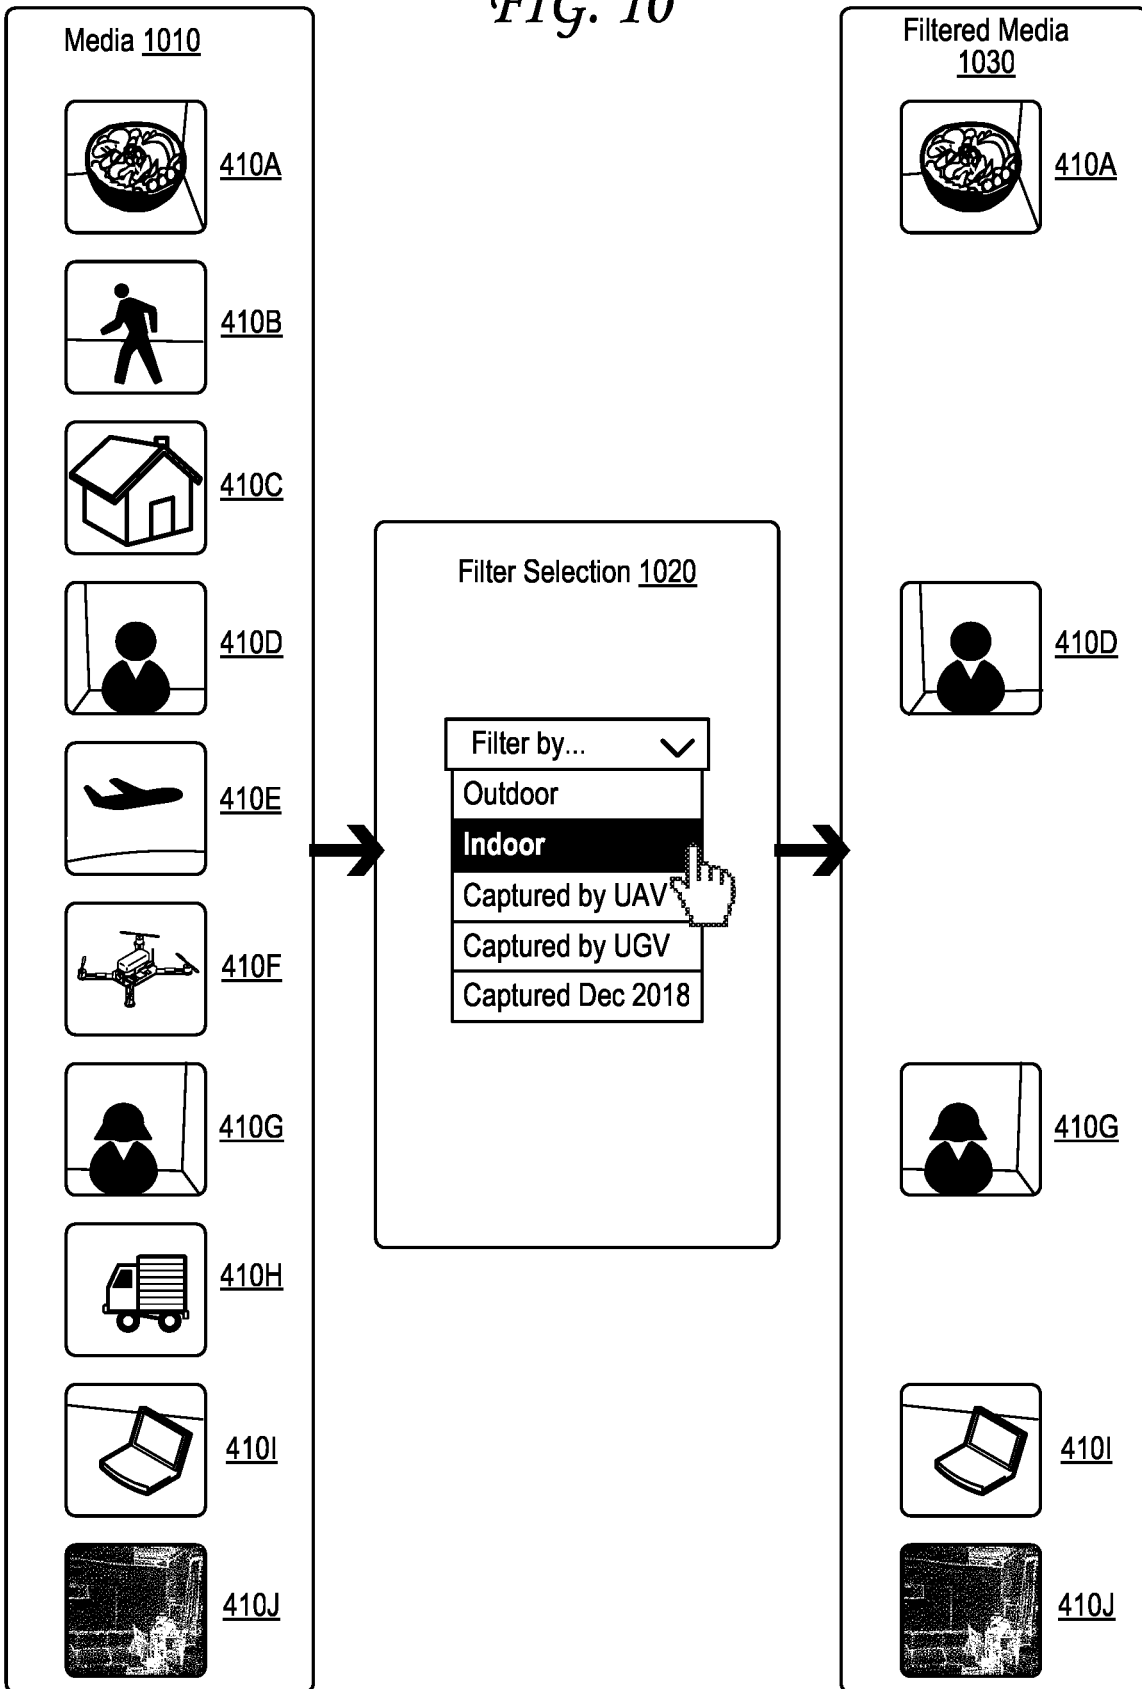 FIG. 10
Media 1010
410A
410B
410C
410D
410E
410F
410G
410H
410I
410J
Filter Selection 1020
Filter by...
Outdoor
Indoor
Captured by UAV
Captured by UGV
Captured Dec 2018
Filtered Media
1030
410A
410D
410G
410I
410J